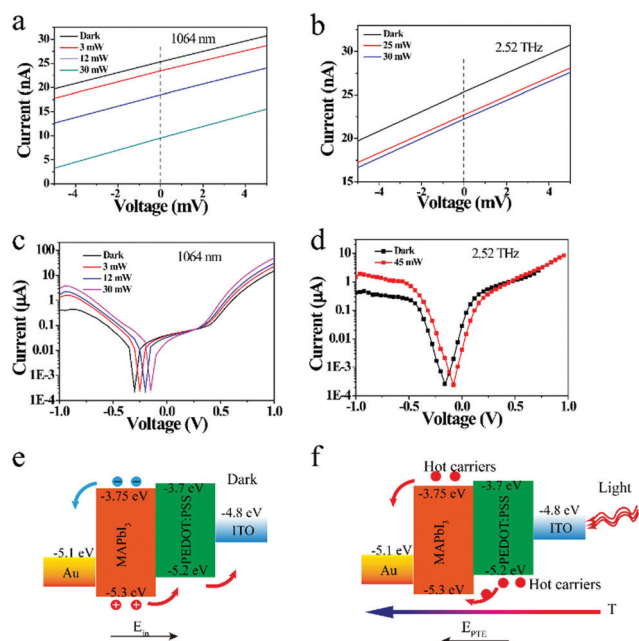 a
1064 nm
Dark
3 mW
12 mW
30 mW
30
25
20
15
10
5
0
-4
-2
0
2
4
Current (nA)
Voltage (mV)
b
2.52 THz
Dark
25 mW
30 mW
30
25
20
15
-4
-2
0
2
4
Current (nA)
Voltage (mV)
c
1064 nm
Dark
3 mW
12 mW
30 mW
100
10
1
0.1
0.01
1E-3
1E-4
-1.0
-0.5
0.0
0.5
1.0
Current (μA)
Voltage (V)
d
2.52 THz
Dark
45 mW
10
1
0.1
0.01
1E-3
1E-4
-1.0
-0.5
0.0
0.5
1.0
Current (μA)
Voltage (V)
e
Dark
-3.75 eV
-3.7 eV
-4.8 eV
ITO
-5.1 eV
Au
MAPbI3
PEDOT:PSS
-5.2 eV
-5.3 eV
Ein
f
Hot carriers
Light
-3.75 eV
-3.7 eV
-4.8 eV
ITO
-5.1 eV
Au
MAPbI3
PEDOT:PSS
-5.2 eV
-5.3 eV
Hot carriers
T
EPTE